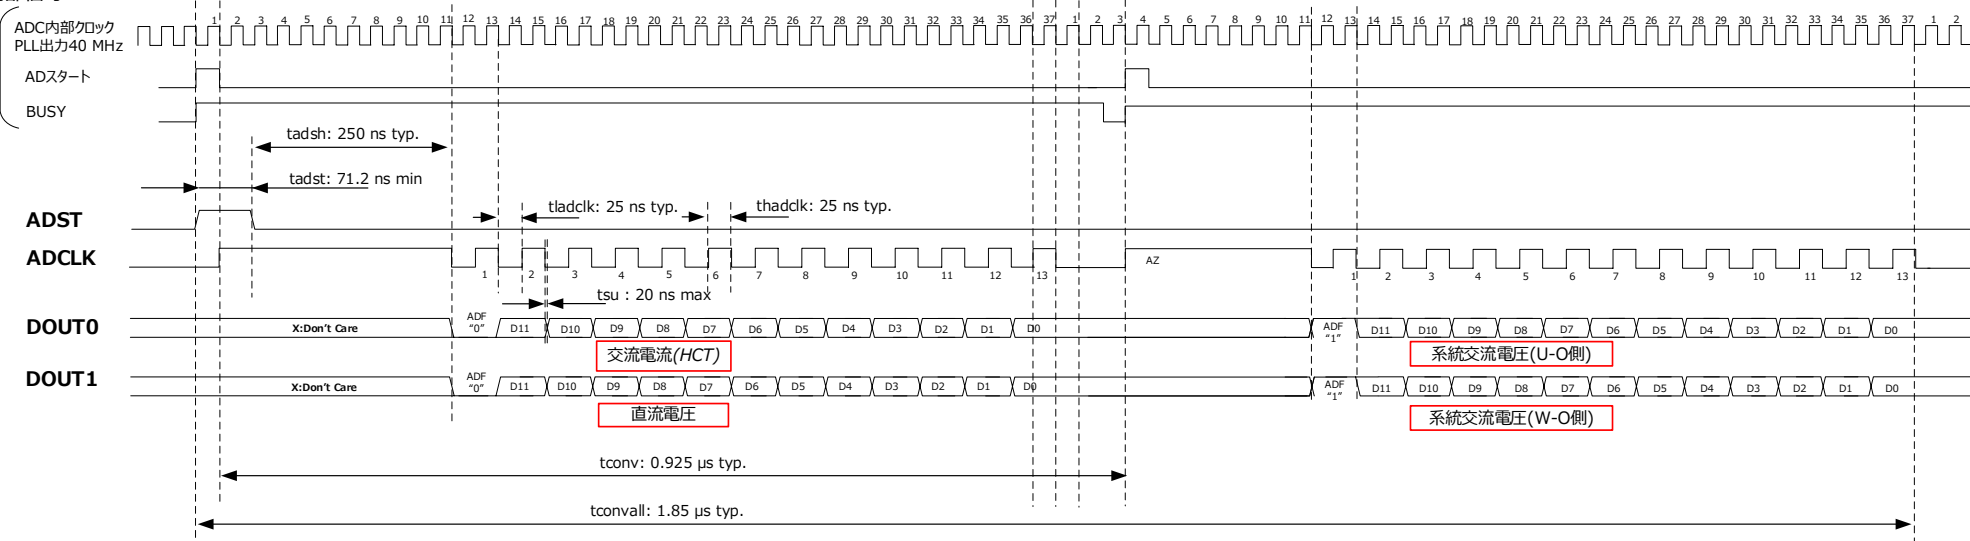 1 2 3 4 5 6 7 8 9 10 11 12 13 14 15 16 17 18 19 20 21 22 23 24 25 26 27 28 29 30 31 32 33 34 35 36 37 1 2 3 4 5 6 7 8 9 10 11 12 13 14 15 16 17 18 19 20 21 22 23 24 25 26 27 28 29 30 31 32 33 34 35 36 37 1 2
ADC内部クロック
PLL出力40 MHz
ADスタート
BUSY
tadsh: 250 ns typ.
tadst: 71.2 ns min
tladclk: 25 ns typ.
thadclk: 25 ns typ.
ADST
ADCLK
AZ
1 2 3 4 5 6 7 8 9 10 11 12 13 1 2 3 4 5 6 7 8 9 10 11 12 13
tsu : 20 ns max
DOUT0
X:Don't Care
ADF
"0"
D11 D10 D9 D8 D7 D6 D5 D4 D3 D2 D1 D0
ADF
"1"
D11 D10 D9 D8 D7 D6 D5 D4 D3 D2 D1 D0
交流電流(HCT)
系統交流電圧(U-O側)
DOUT1
X:Don't Care
ADF
"0"
D11 D10 D9 D8 D7 D6 D5 D4 D3 D2 D1 D0
ADF
"1"
D11 D10 D9 D8 D7 D6 D5 D4 D3 D2 D1 D0
直流電圧
系統交流電圧(W-O側)
tconv: 0.925 μs typ.
tconvall: 1.85 μs typ.